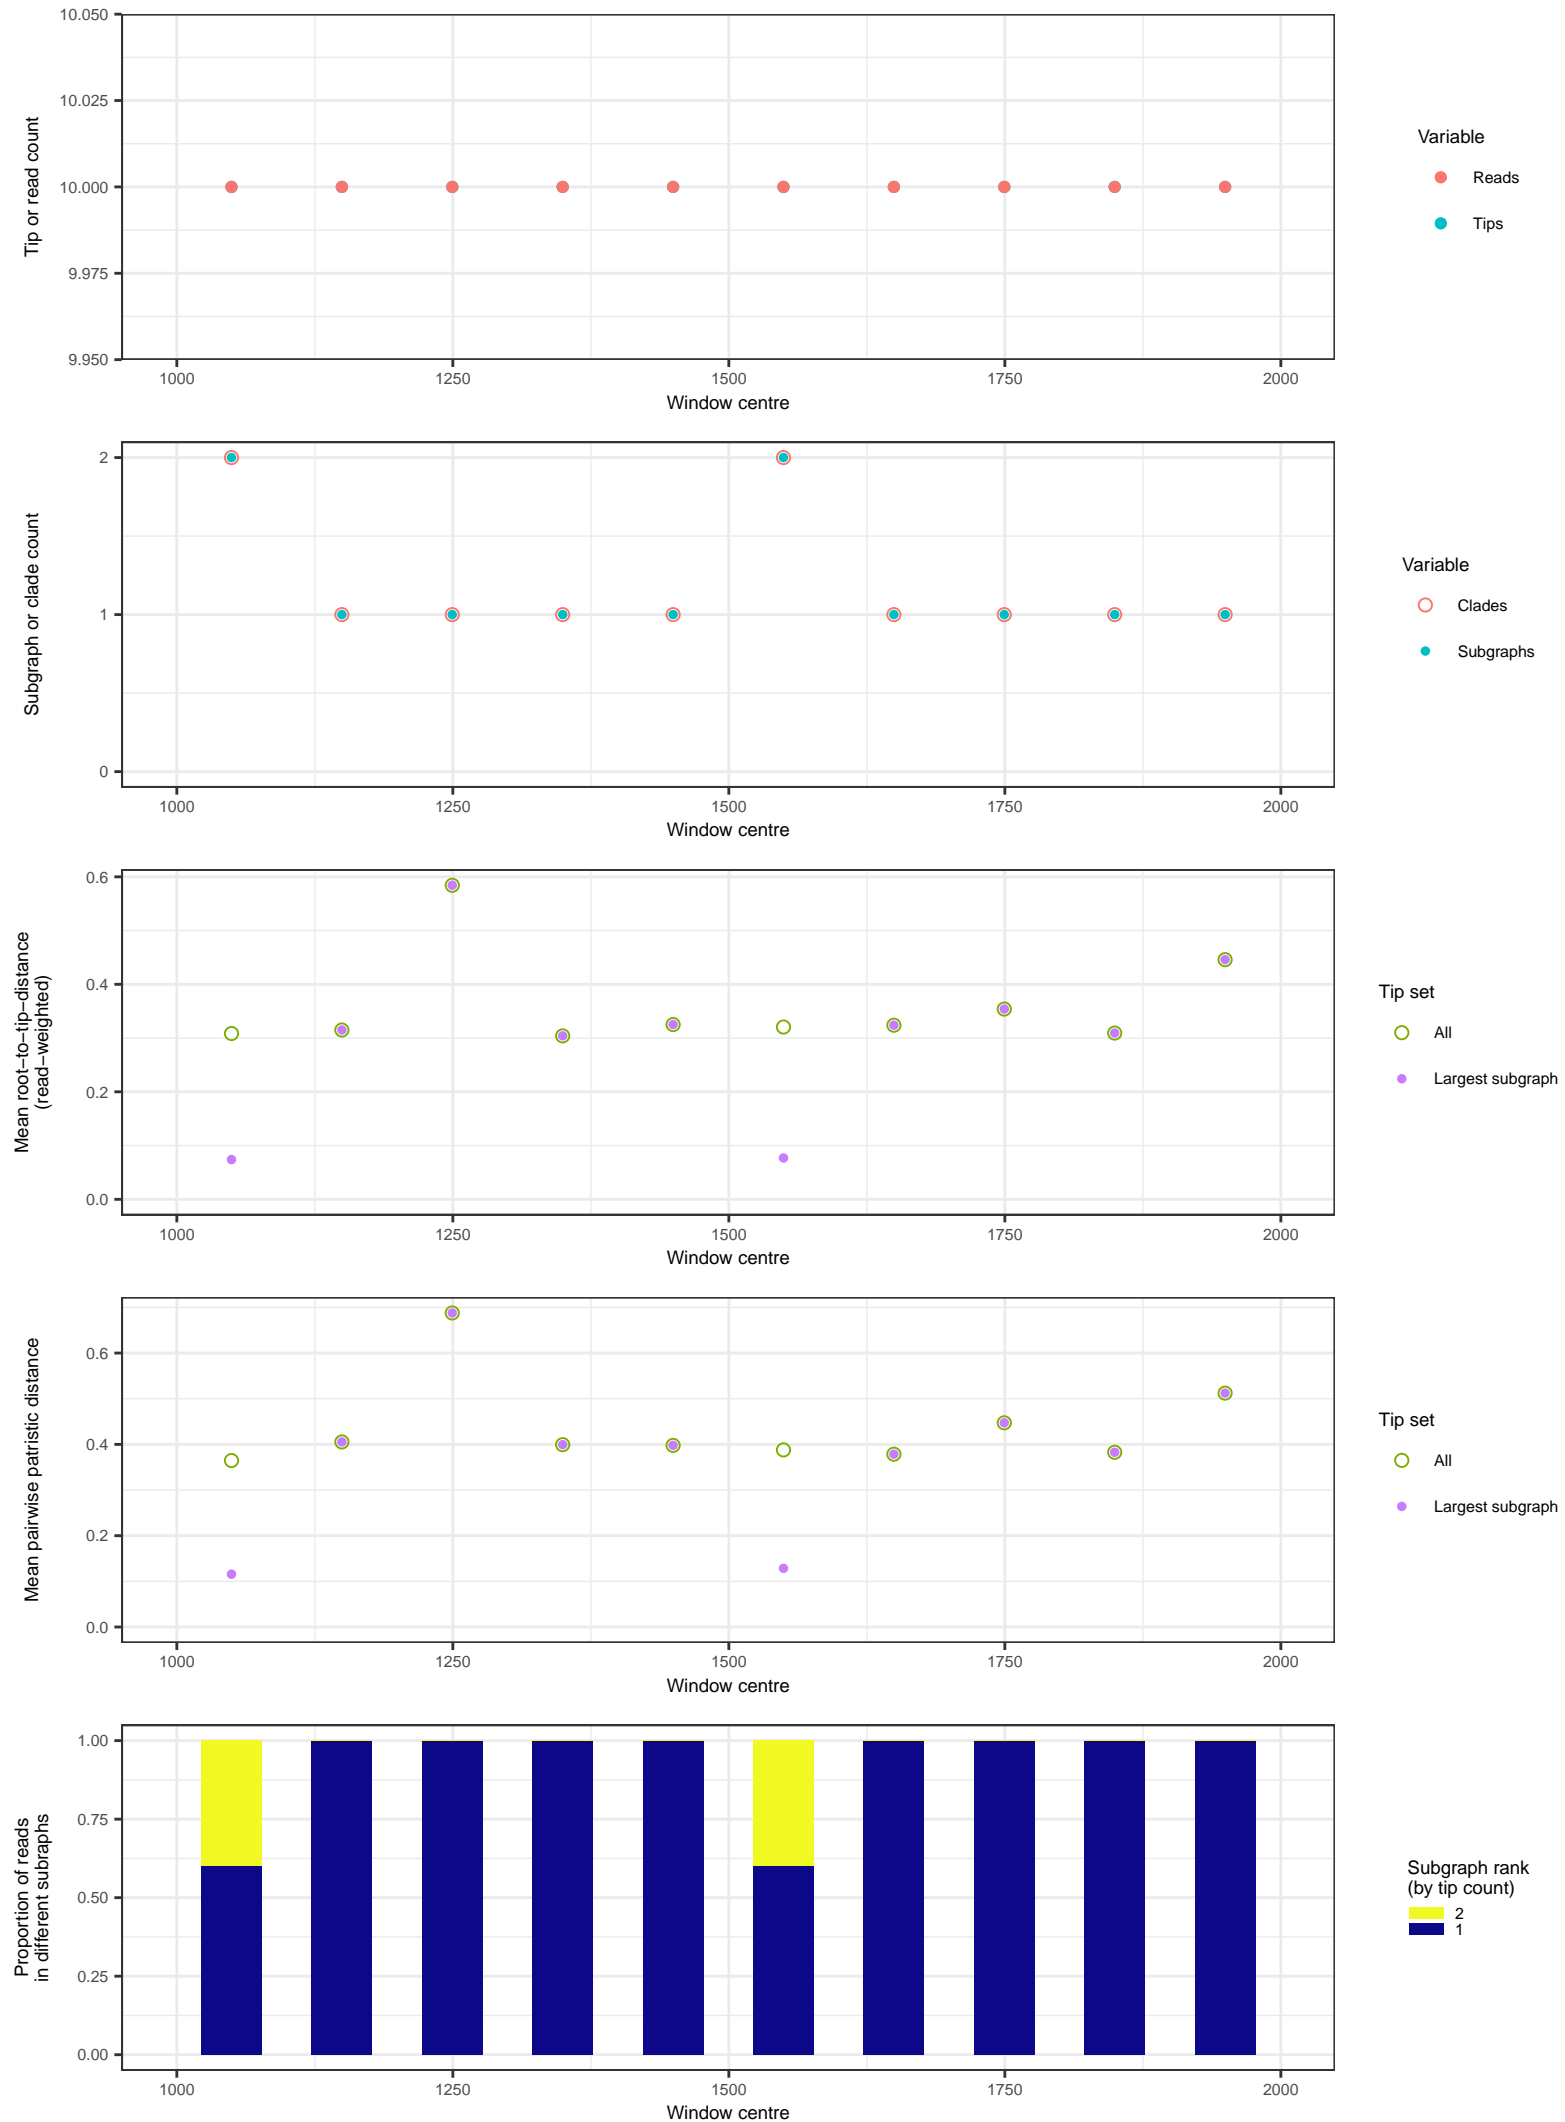 10.050
10.025
10.000
9.975
9.950
Tip or read count
1000 1250 1500 1750 2000
Window centre
Variable
Reads
Tips
2
1
0
Subgraph or clade count
1000 1250 1500 1750 2000
Window centre
Variable
Clades
Subgraphs
0.6
0.4
0.2
0.0
Mean root−to−tip−distance
(read−weighted)
1000 1250 1500 1750 2000
Window centre
Tip set
All
Largest subgraph
0.6
0.4
0.2
0.0
Mean pairwise patristic distance
1000 1250 1500 1750 2000
Window centre
Tip set
All
Largest subgraph
1.00
0.75
0.50
0.25
0.00
Proportion of reads
in different subraphs
1000 1250 1500 1750 2000
Window centre
Subgraph rank
(by tip count)
2
1